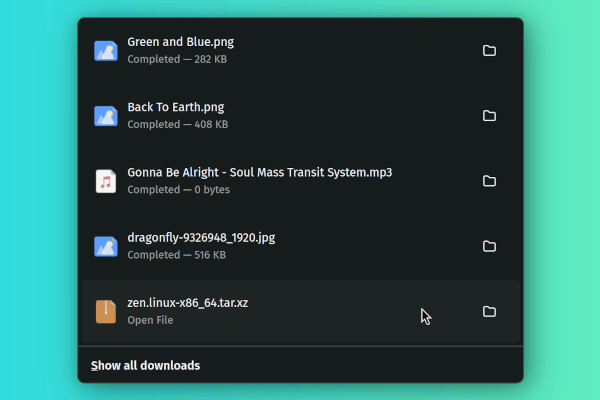 Green and Blue.png
Completed — 282 KB
Back To Earth.png
Completed — 408 KB
Gonna Be Alright - Soul Mass Transit System.mp3
Completed — 0 bytes
dragonfly-9326948_1920.jpg
Completed — 516 KB
zen.linux-x86_64.tar.xz
Open File
Show all downloads